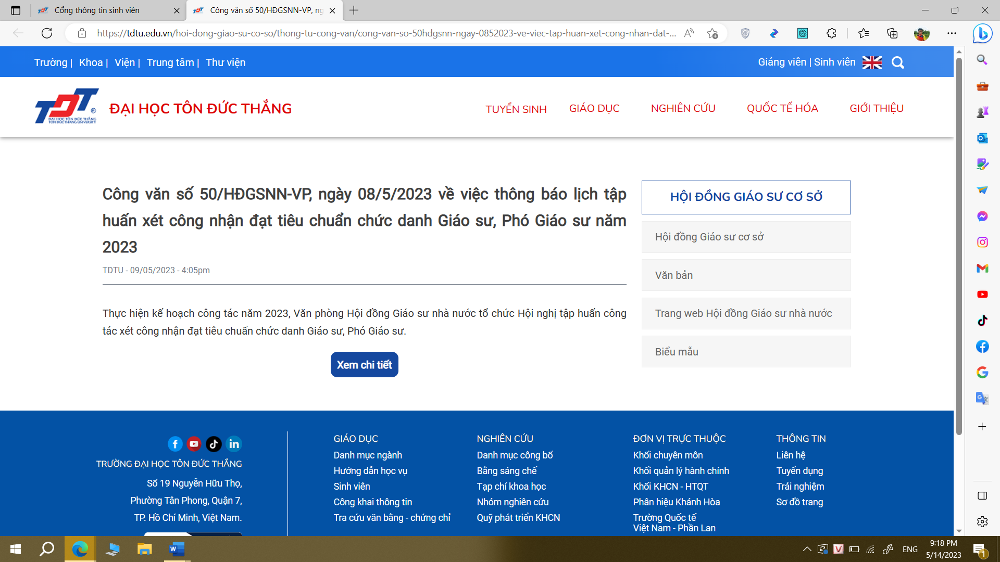 Cổng thông tin sinh viên
Công văn số 50/HĐGSNN-VP, ng
https://tdtu.edu.vn/hoi-dong-giao-su-co-so/thong-tu-cong-van/cong-van-so-50hdgsnn-ngay-0852023-ve-viec-tap-huan-xet-cong-nhan-dat-...
Trường | Khoa | Viện | Trung tâm | Thư viện
Giảng viên | Sinh viên
TDT
®
ĐẠI HỌC TÔN ĐỨC THẮNG
TON DUC THANG UNIVERSITY
ĐẠI HỌC TÔN ĐỨC THẮNG
TUYỂN SINH
GIÁO DỤC
NGHIÊN CỨU
QUỐC TẾ HÓA
GIỚI THIỆU
Công văn số 50/HĐGSNN-VP, ngày 08/5/2023 về việc thông báo lịch tập
huấn xét công nhận đạt tiêu chuẩn chức danh Giáo sư, Phó Giáo sư năm
2023
TDTU - 09/05/2023 - 4:05pm
Thực hiện kế hoạch công tác năm 2023, Văn phòng Hội đồng Giáo sư nhà nước tổ chức Hội nghị tập huấn công
tác xét công nhận đạt tiêu chuẩn chức danh Giáo sư, Phó Giáo sư.
Xem chi tiết
HỘI ĐỒNG GIÁO SƯ CƠ SỞ
Hội đồng Giáo sư cơ sở
Văn bản
Trang web Hội đồng Giáo sư nhà nước
Biểu mẫu
TRƯỜNG ĐẠI HỌC TÔN ĐỨC THẮNG
Số 19 Nguyễn Hữu Thọ,
Phường Tân Phong, Quận 7,
TP. Hồ Chí Minh, Việt Nam.
GIÁO DỤC
Danh mục ngành
Hướng dẫn học vụ
Sinh viên
Công khai thông tin
Tra cứu văn bằng - chứng chỉ
NGHIÊN CỨU
Danh mục công bố
Bằng sáng chế
Tạp chí khoa học
Nhóm nghiên cứu
Quỹ phát triển KHCN
ĐƠN VỊ TRỰC THUỘC
Khối chuyên môn
Khối quản lý hành chính
Khối KHCN - HTQT
Phân hiệu Khánh Hòa
Trường Quốc tế
Việt Nam - Phần Lan
THÔNG TIN
Liên hệ
Tuyển dụng
Trải nghiệm
Sơ đồ trang
ENG
9:18 PM
5/14/2023
1